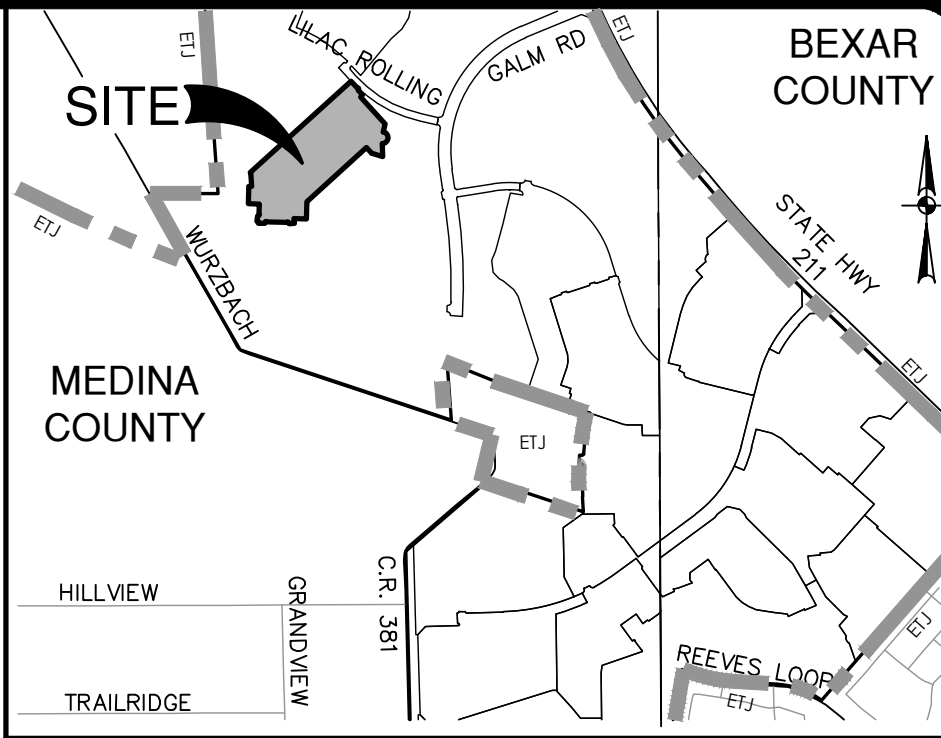 LILAC ROLLING
GALM RD
ETJ
ETJ
BEXAR
COUNTY
SITE
ETJ
WURZBACH
STATE HWY
211
MEDINA
COUNTY
ETJ
ETJ
C.R. 381
HILLVIEW
GRANDVIEW
ETJ
REEVES LOOP
TRAILRIDGE
ETJ